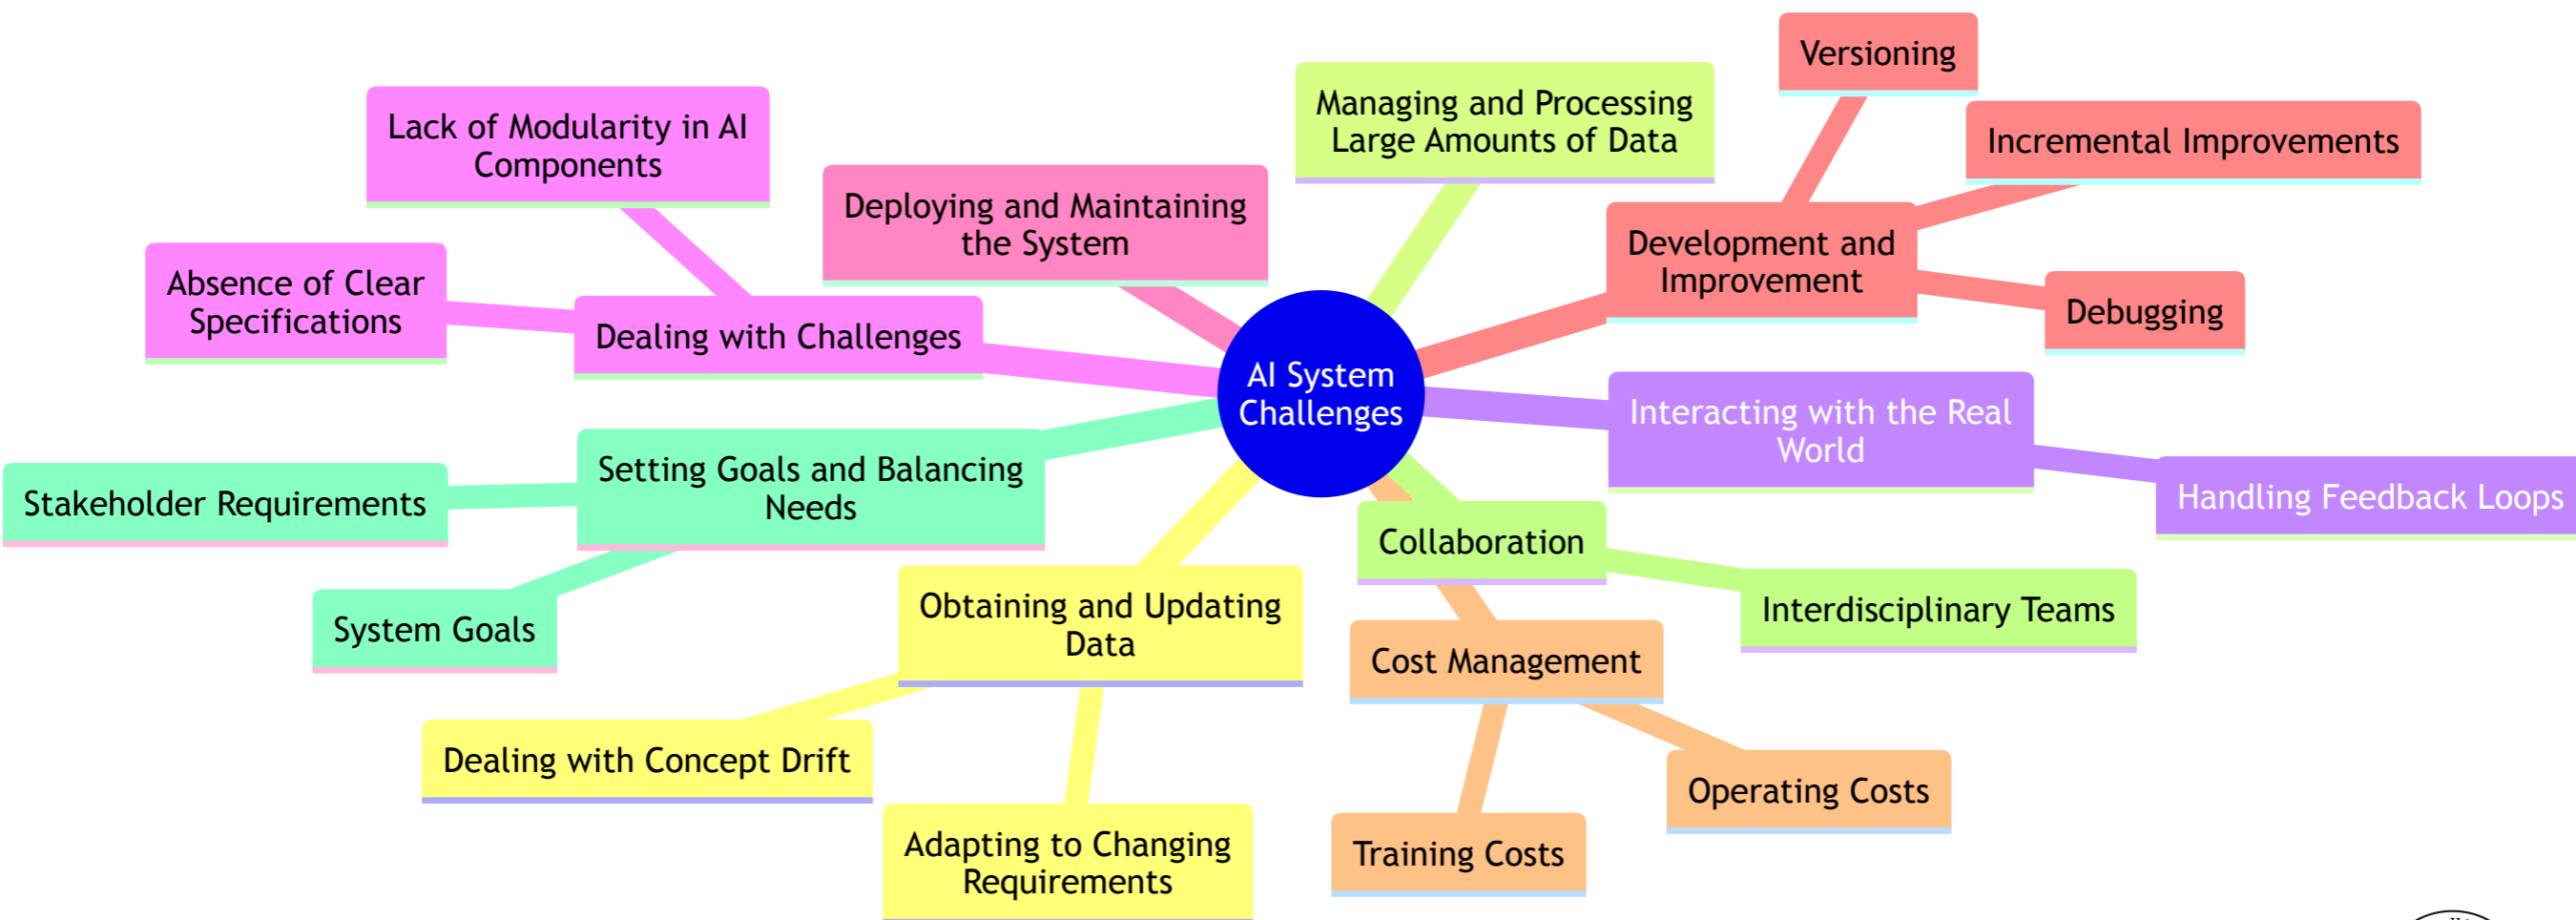 Versioning
Managing and Processing
Large Amounts of Data
Lack of Modularity in AI
Components
Incremental Improvements
Deploying and Maintaining
the System
Development and
Improvement
Absence of Clear
Specifications
Debugging
Dealing with Challenges
AI System
Challenges
Interacting with the Real
World
Setting Goals and Balancing
Needs
Stakeholder Requirements
Handling Feedback Loops
Collaboration
Obtaining and Updating
Data
Interdisciplinary Teams
System Goals
Cost Management
Dealing with Concept Drift
Operating Costs
Adapting to Changing
Requirements
Training Costs